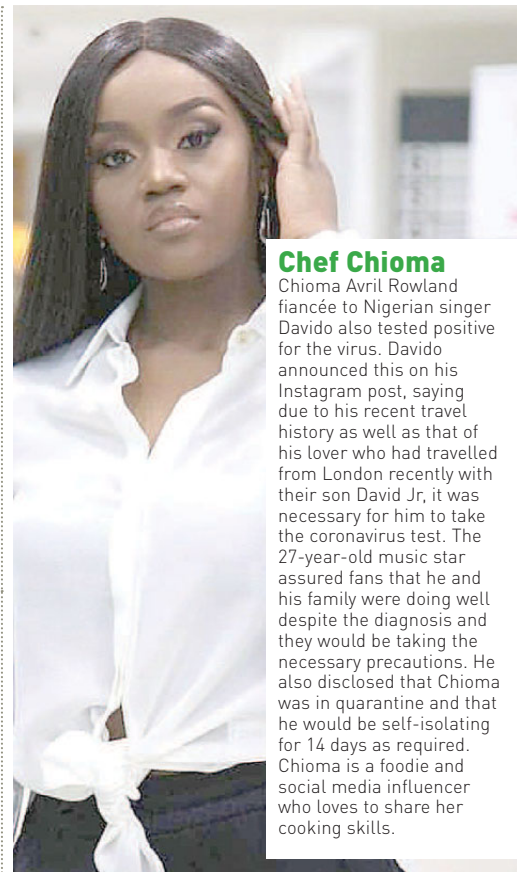 Chef Chioma
Chioma Avril Rowland
fiancée to Nigerian singer
Davido also tested positive
for the virus. Davido
announced this on his
Instagram post, saying
due to his recent travel
history as well as that of
his lover who had travelled
from London recently with
their son David Jr, it was
necessary for him to take
the coronavirus test. The
27-year-old music star
assured fans that he and
his family were doing well
despite the diagnosis and
they would be taking the
necessary precautions. He
also disclosed that Chioma
was in quarantine and that
he would be self-isolating
for 14 days as required.
Chioma is a foodie and
social media influencer
who loves to share her
cooking skills.